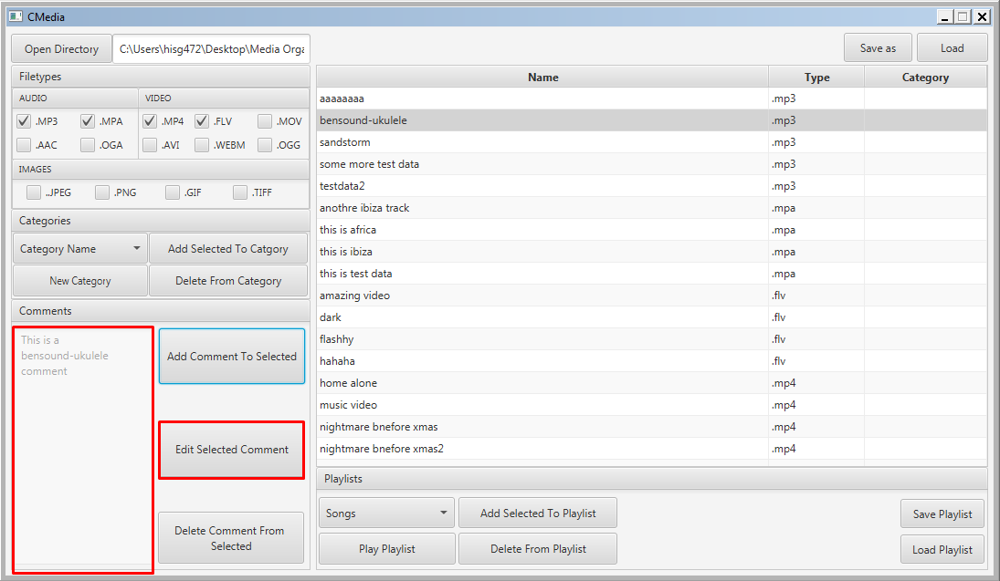 CMedia
Open Directory
C:\Users\hisg472\Desktop\Media Orga
Save as
Load
Filetypes
AUDIO
VIDEO
.MP3
.MPA
.MP4
.FLV
.MOV
.AAC
.OGA
.AVI
.WEBM
.OGG
IMAGES
..JPEG
.PNG
.GIF
.TIFF
Categories
Category Name
Add Selected To Catgory
New Category
Delete From Category
Comments
This is a
bensound-ukulele
comment
Add Comment To Selected
Edit Selected Comment
Delete Comment From
Selected
Name Type Category
aaaaaaaa .mp3
bensound-ukulele .mp3
sandstorm .mp3
some more test data .mp3
testdata2 .mp3
anothre ibiza track .mpa
this is africa .mpa
this is ibiza .mpa
this is test data .mpa
amazing video .flv
dark .flv
flashhy .flv
hahaha .flv
home alone .mp4
music video .mp4
nightmare bnefore xmas .mp4
nightmare bnefore xmas2 .mp4
Playlists
Songs
Add Selected To Playlist
Save Playlist
Play Playlist
Delete From Playlist
Load Playlist